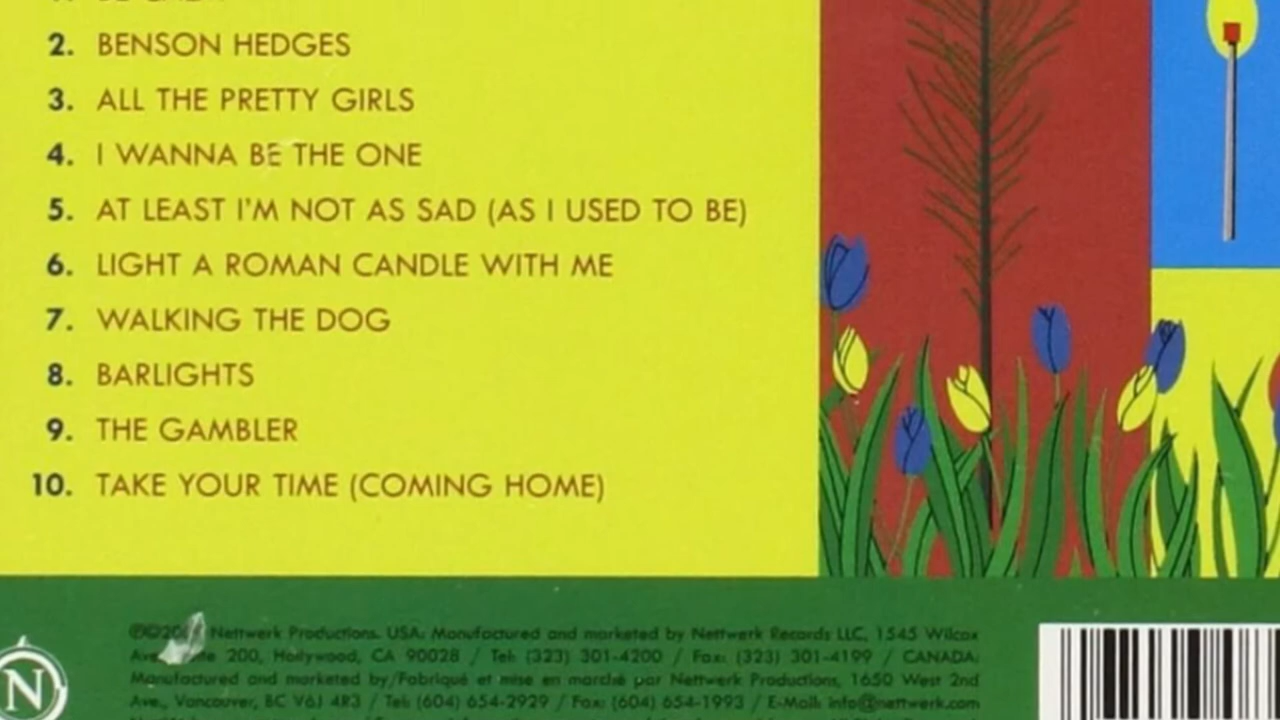 2. BENSON HEDGES
3. ALL THE PRETTY GIRLS
4. I WANNA BE THE ONE
5. AT LEAST I'M NOT AS SAD (AS I USED TO BE)
6. LIGHT A ROMAN CANDLE WITH ME
7. WALKING THE DOG
8. BARLIGHTS
9. THE GAMBLER
10. TAKE YOUR TIME (COMING HOME)
Nettwerk Productions. USA: Manufactured and marketed by Nettwerk Records LLC, 1545 Wilcox
200, Hollywood, CA 90028 / Tel: (323) 301-4200 / Fax: (323) 301-4199 / CANADA:
Manufactured and marketed by/Fabriqué et mise en marché par Nettwerk Productions, 1650 West 2nd
Ave., Vancouver, BC V6J 4R3 / Tel: (604) 654-2929 / Fax: (604) 654-1993 / E-Mail: info@nettwerk.com
N